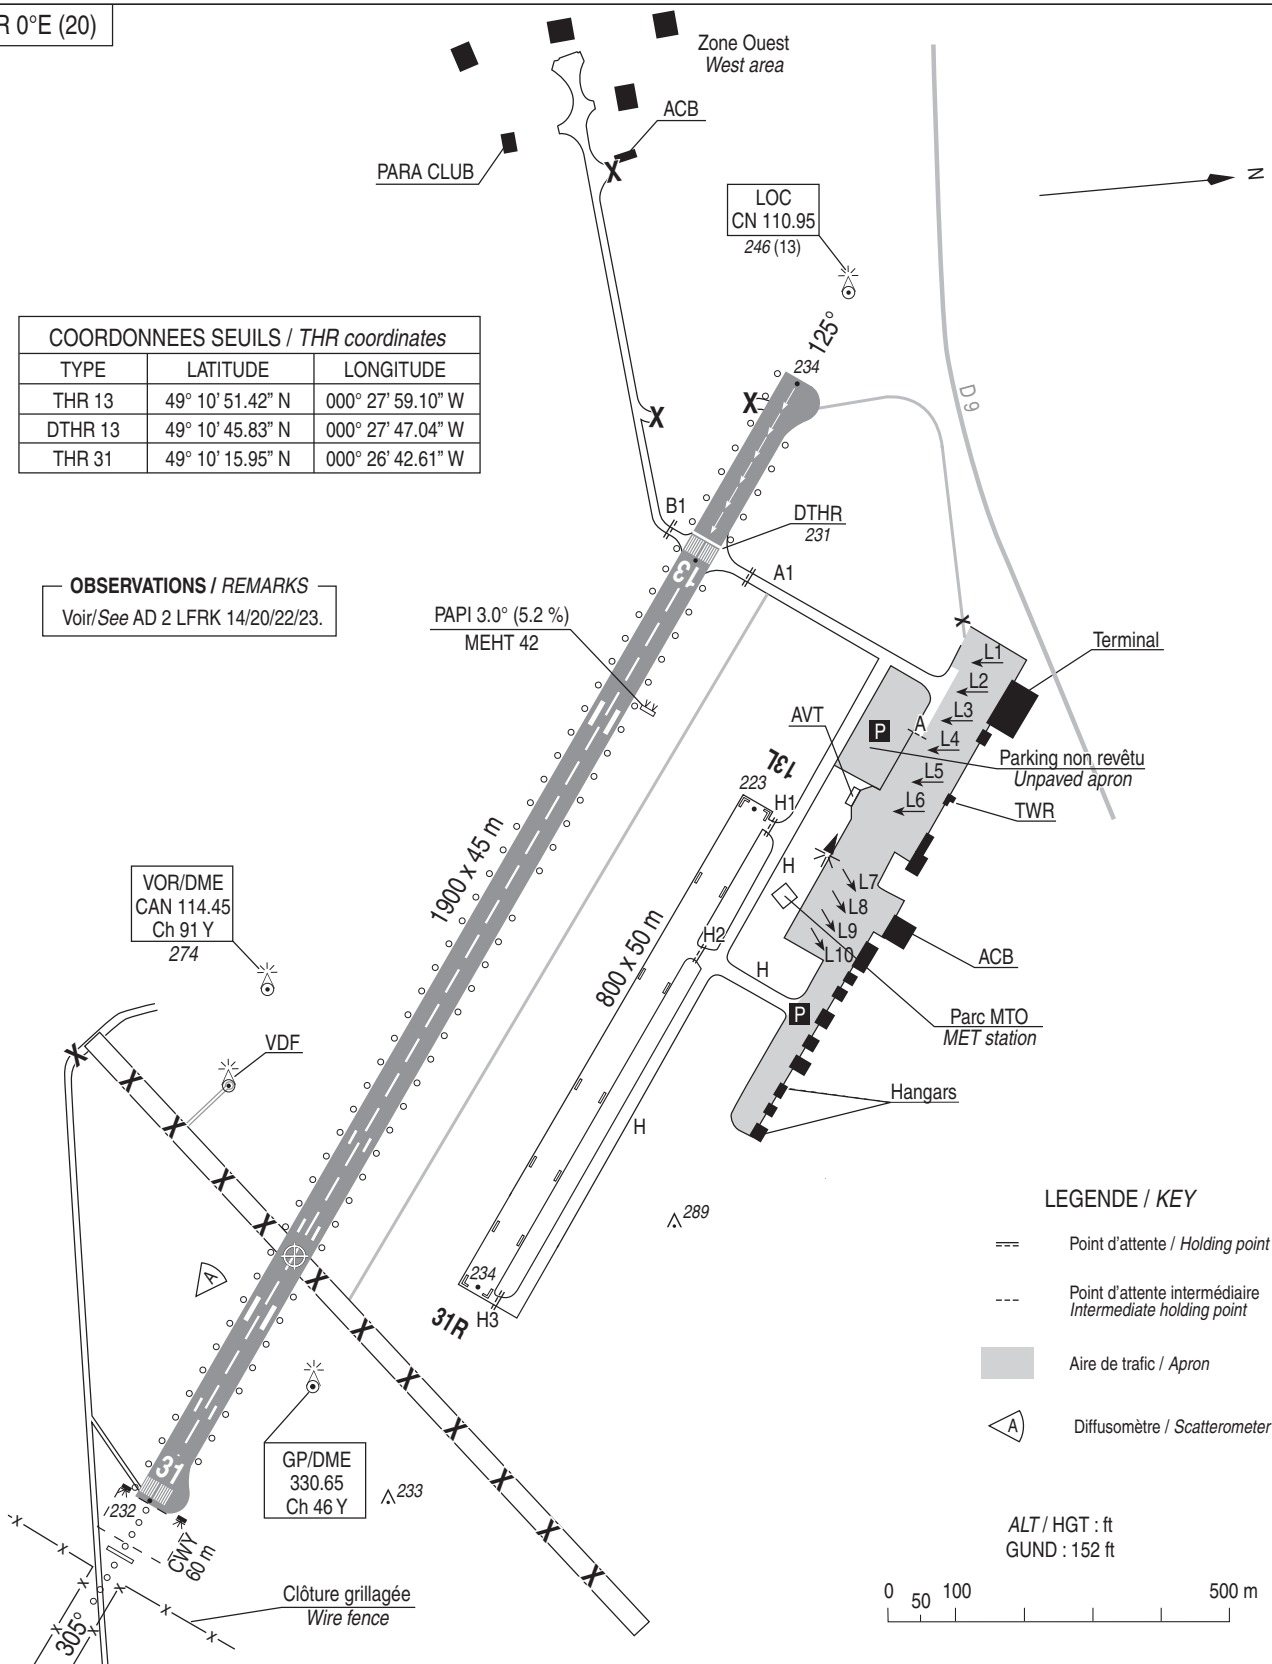 R 0°E (20)
Zone Ouest
West area
ACB
PARA CLUB
LOC
CN 110.95
246 (13)
N
125°
234
D 9
COORDONNEES SEUILS / THR coordinates
TYPE LATITUDE LONGITUDE
THR 13 49° 10' 51.42" N 000° 27' 59.10" W
DTHR 13 49° 10' 45.83" N 000° 27' 47.04" W
THR 31 49° 10' 15.95" N 000° 26' 42.61" W
X
X
X
B1
DTHR
231
13
A1
OBSERVATIONS / REMARKS
Voir/See AD 2 LFRK 14/20/22/23.
PAPI 3.0° (5.2 %)
MEHT 42
X
Terminal
L1
L2
L3
A
L4
L5
L6
P
AVT
Parking non revêtu
Unpaved apron
TWR
13L
223
H1
H
L7
L8
L9
L10
1900 x 45 m
800 x 50 m
H2
H
ACB
P
Parc MTO
MET station
Hangars
VOR/DME
CAN 114.45
Ch 91 Y
274
VDF
H
289
X
X
X
X
X
A
234
31R
H3
X
X
X
X
X
X
X
GP/DME
330.65
Ch 46 Y
233
31
232
CWY
60 m
305°
x
x
x
x
x
x
x
x
x
Clôture grillagée
Wire fence
LEGENDE / KEY
Point d'attente / Holding point
Point d'attente intermédiaire
Intermediate holding point
Aire de trafic / Apron
A
Diffusomètre / Scatterometer
ALT / HGT : ft
GUND : 152 ft
0 50 100 500 m